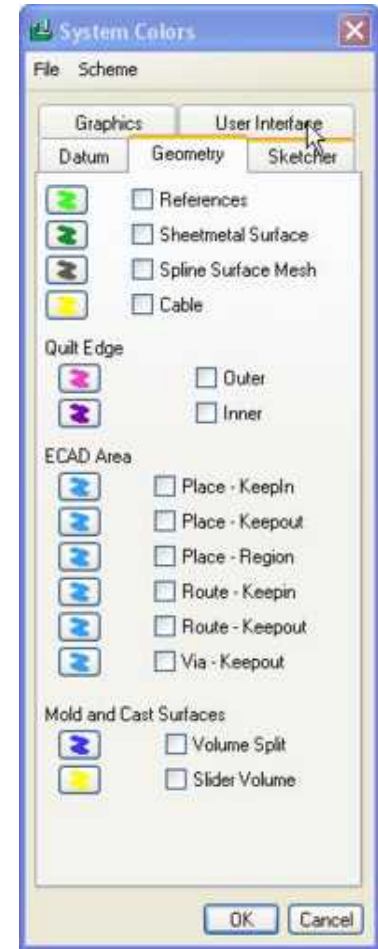 System Colors
File Scheme
Graphics User Interface
Datum Geometry Sketcher
References
Sheetmetal Surface
Spline Surface Mesh
Cable
Quilt Edge
Outer
Inner
ECAD Area
Place - KeepIn
Place - Keepout
Place - Region
Route - Keepin
Route - Keepout
Via - Keepout
Mold and Cast Surfaces
Volume Split
Slider Volume
OK Cancel